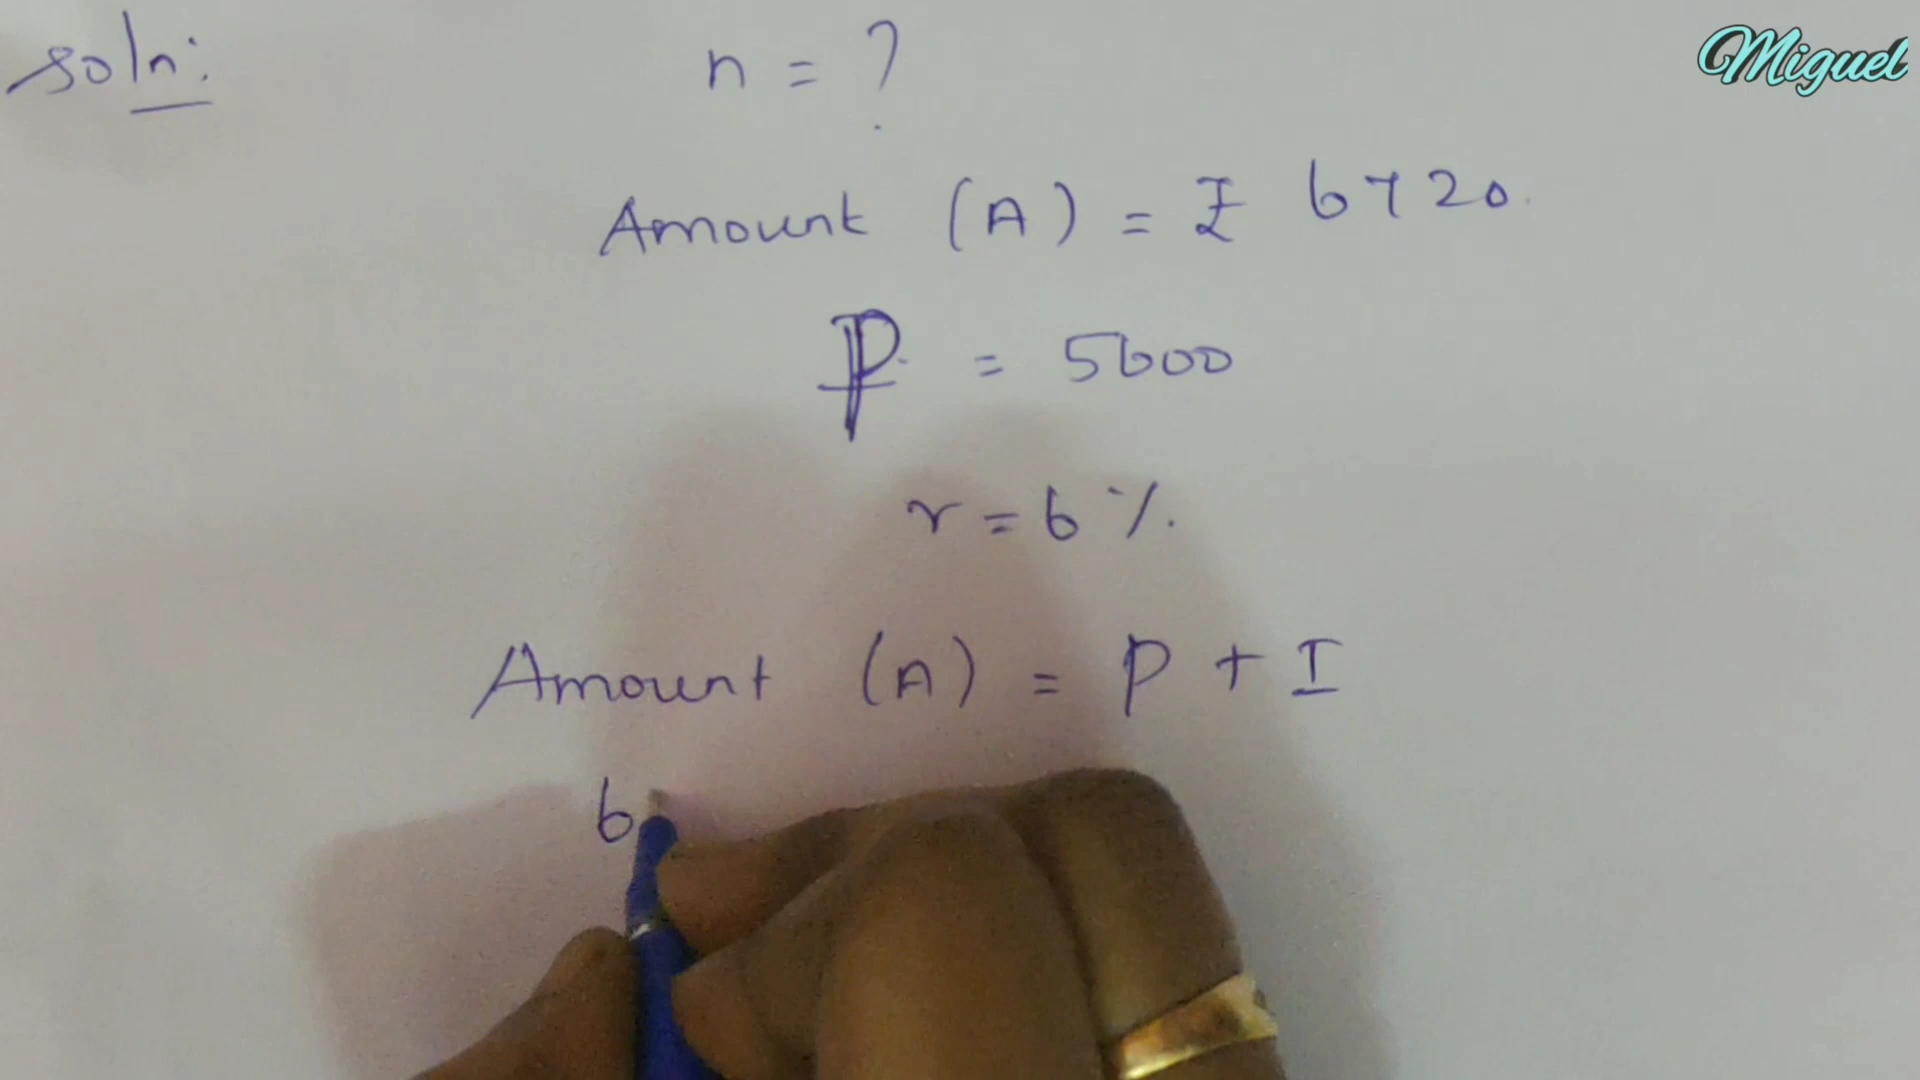 soln:
n = ?
Miguel
Amount (A) = ₹ 6720.
P = 5600
r = 6 %.
Amount (A) = P + I
6